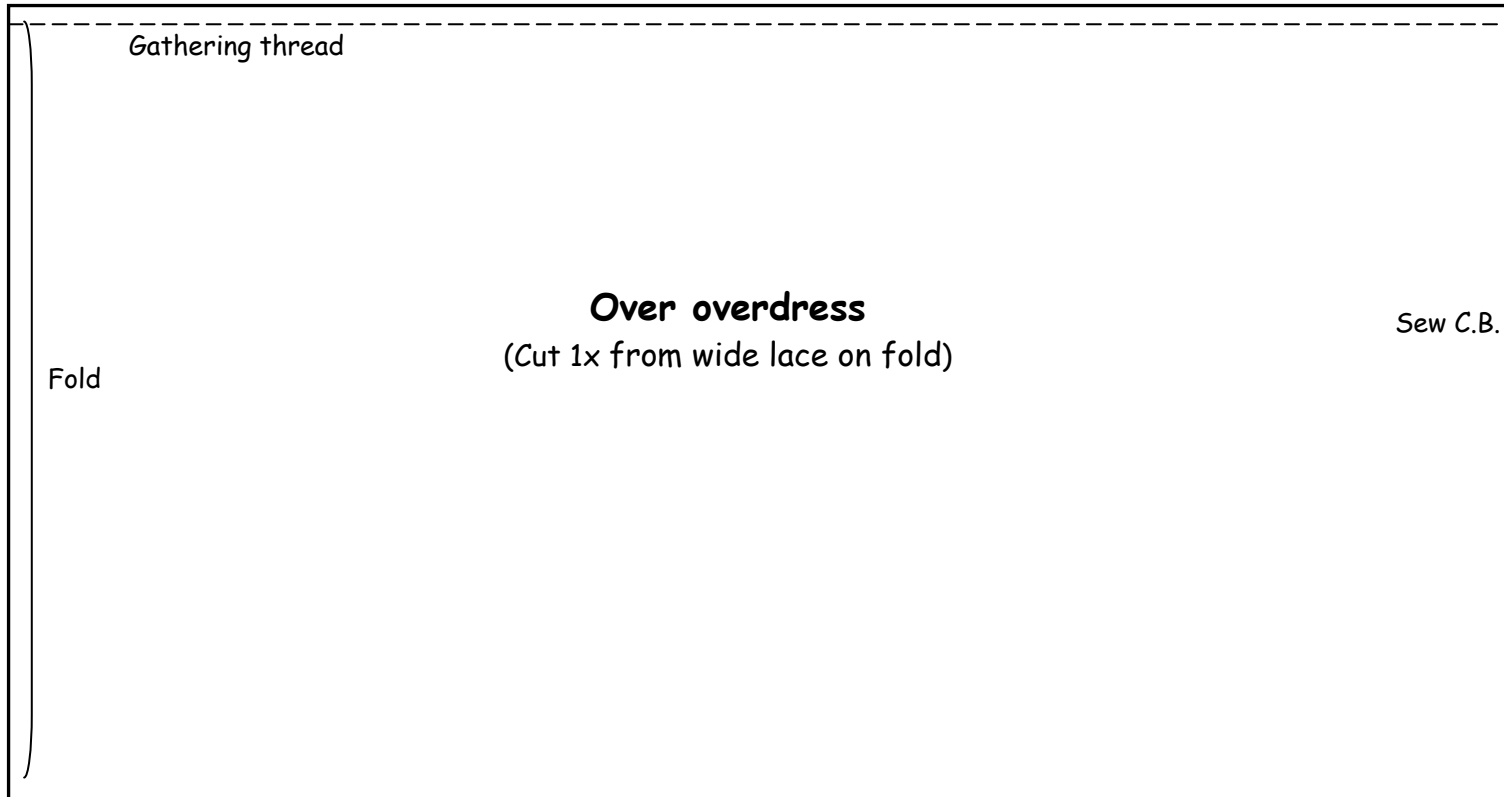 Gathering thread
Over overdress
(Cut 1x from wide lace on fold)
Sew C.B.
Fold